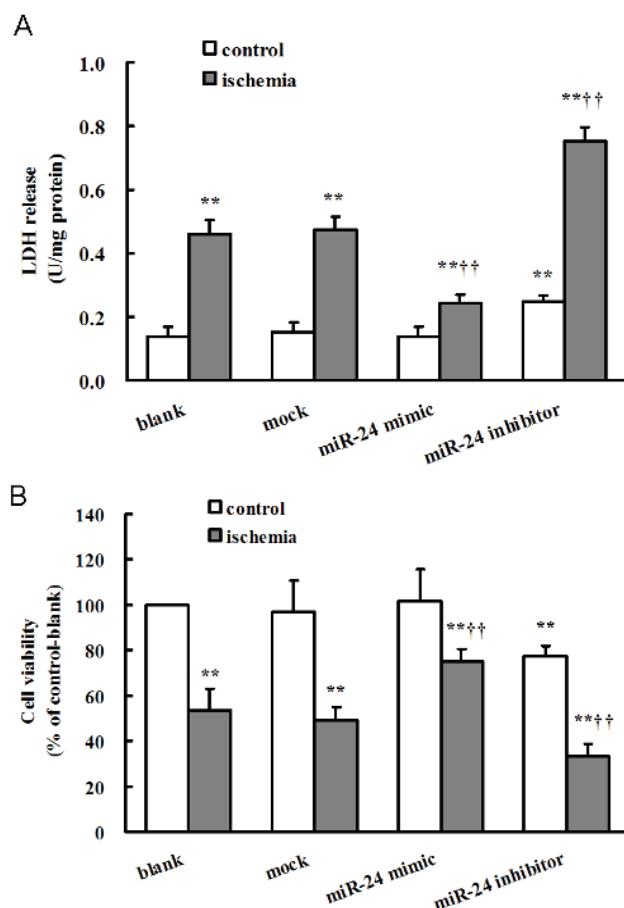 A
control
ischemia
LDH release
(U/mg protein)
1.0
0.8
0.6
0.4
0.2
0.0
**
**
**††
**
**††
blank
mock
miR-24 mimic
miR-24 inhibitor
B
control
ischemia
Cell viability
(% of control-blank)
140
120
100
80
60
40
20
0
**
**
**††
**
**††
blank
mock
miR-24 mimic
miR-24 inhibitor